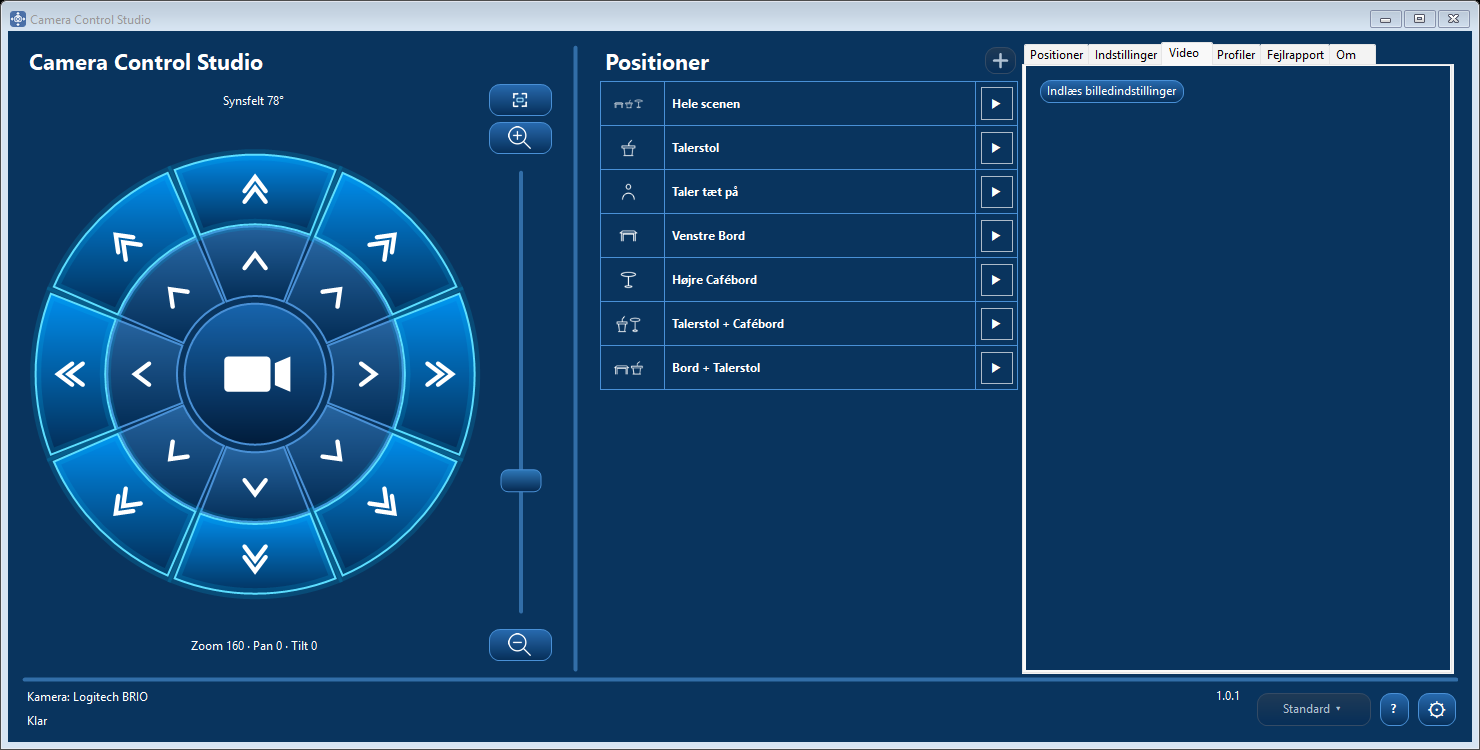 Camera Control Studio
Camera Control Studio
Synsfelt 78°
Zoom 160 · Pan 0 · Tilt 0
Positioner
Hele scenen
Talerstol
Taler tæt på
Venstre Bord
Højre Cafébord
Talerstol + Cafébord
Bord + Talerstol
Positioner Indstillinger Video Profiler Fejlrapport Om
Indlæs billedindstillinger
Kamera: Logitech BRIO
Klar
1.0.1
Standard
?